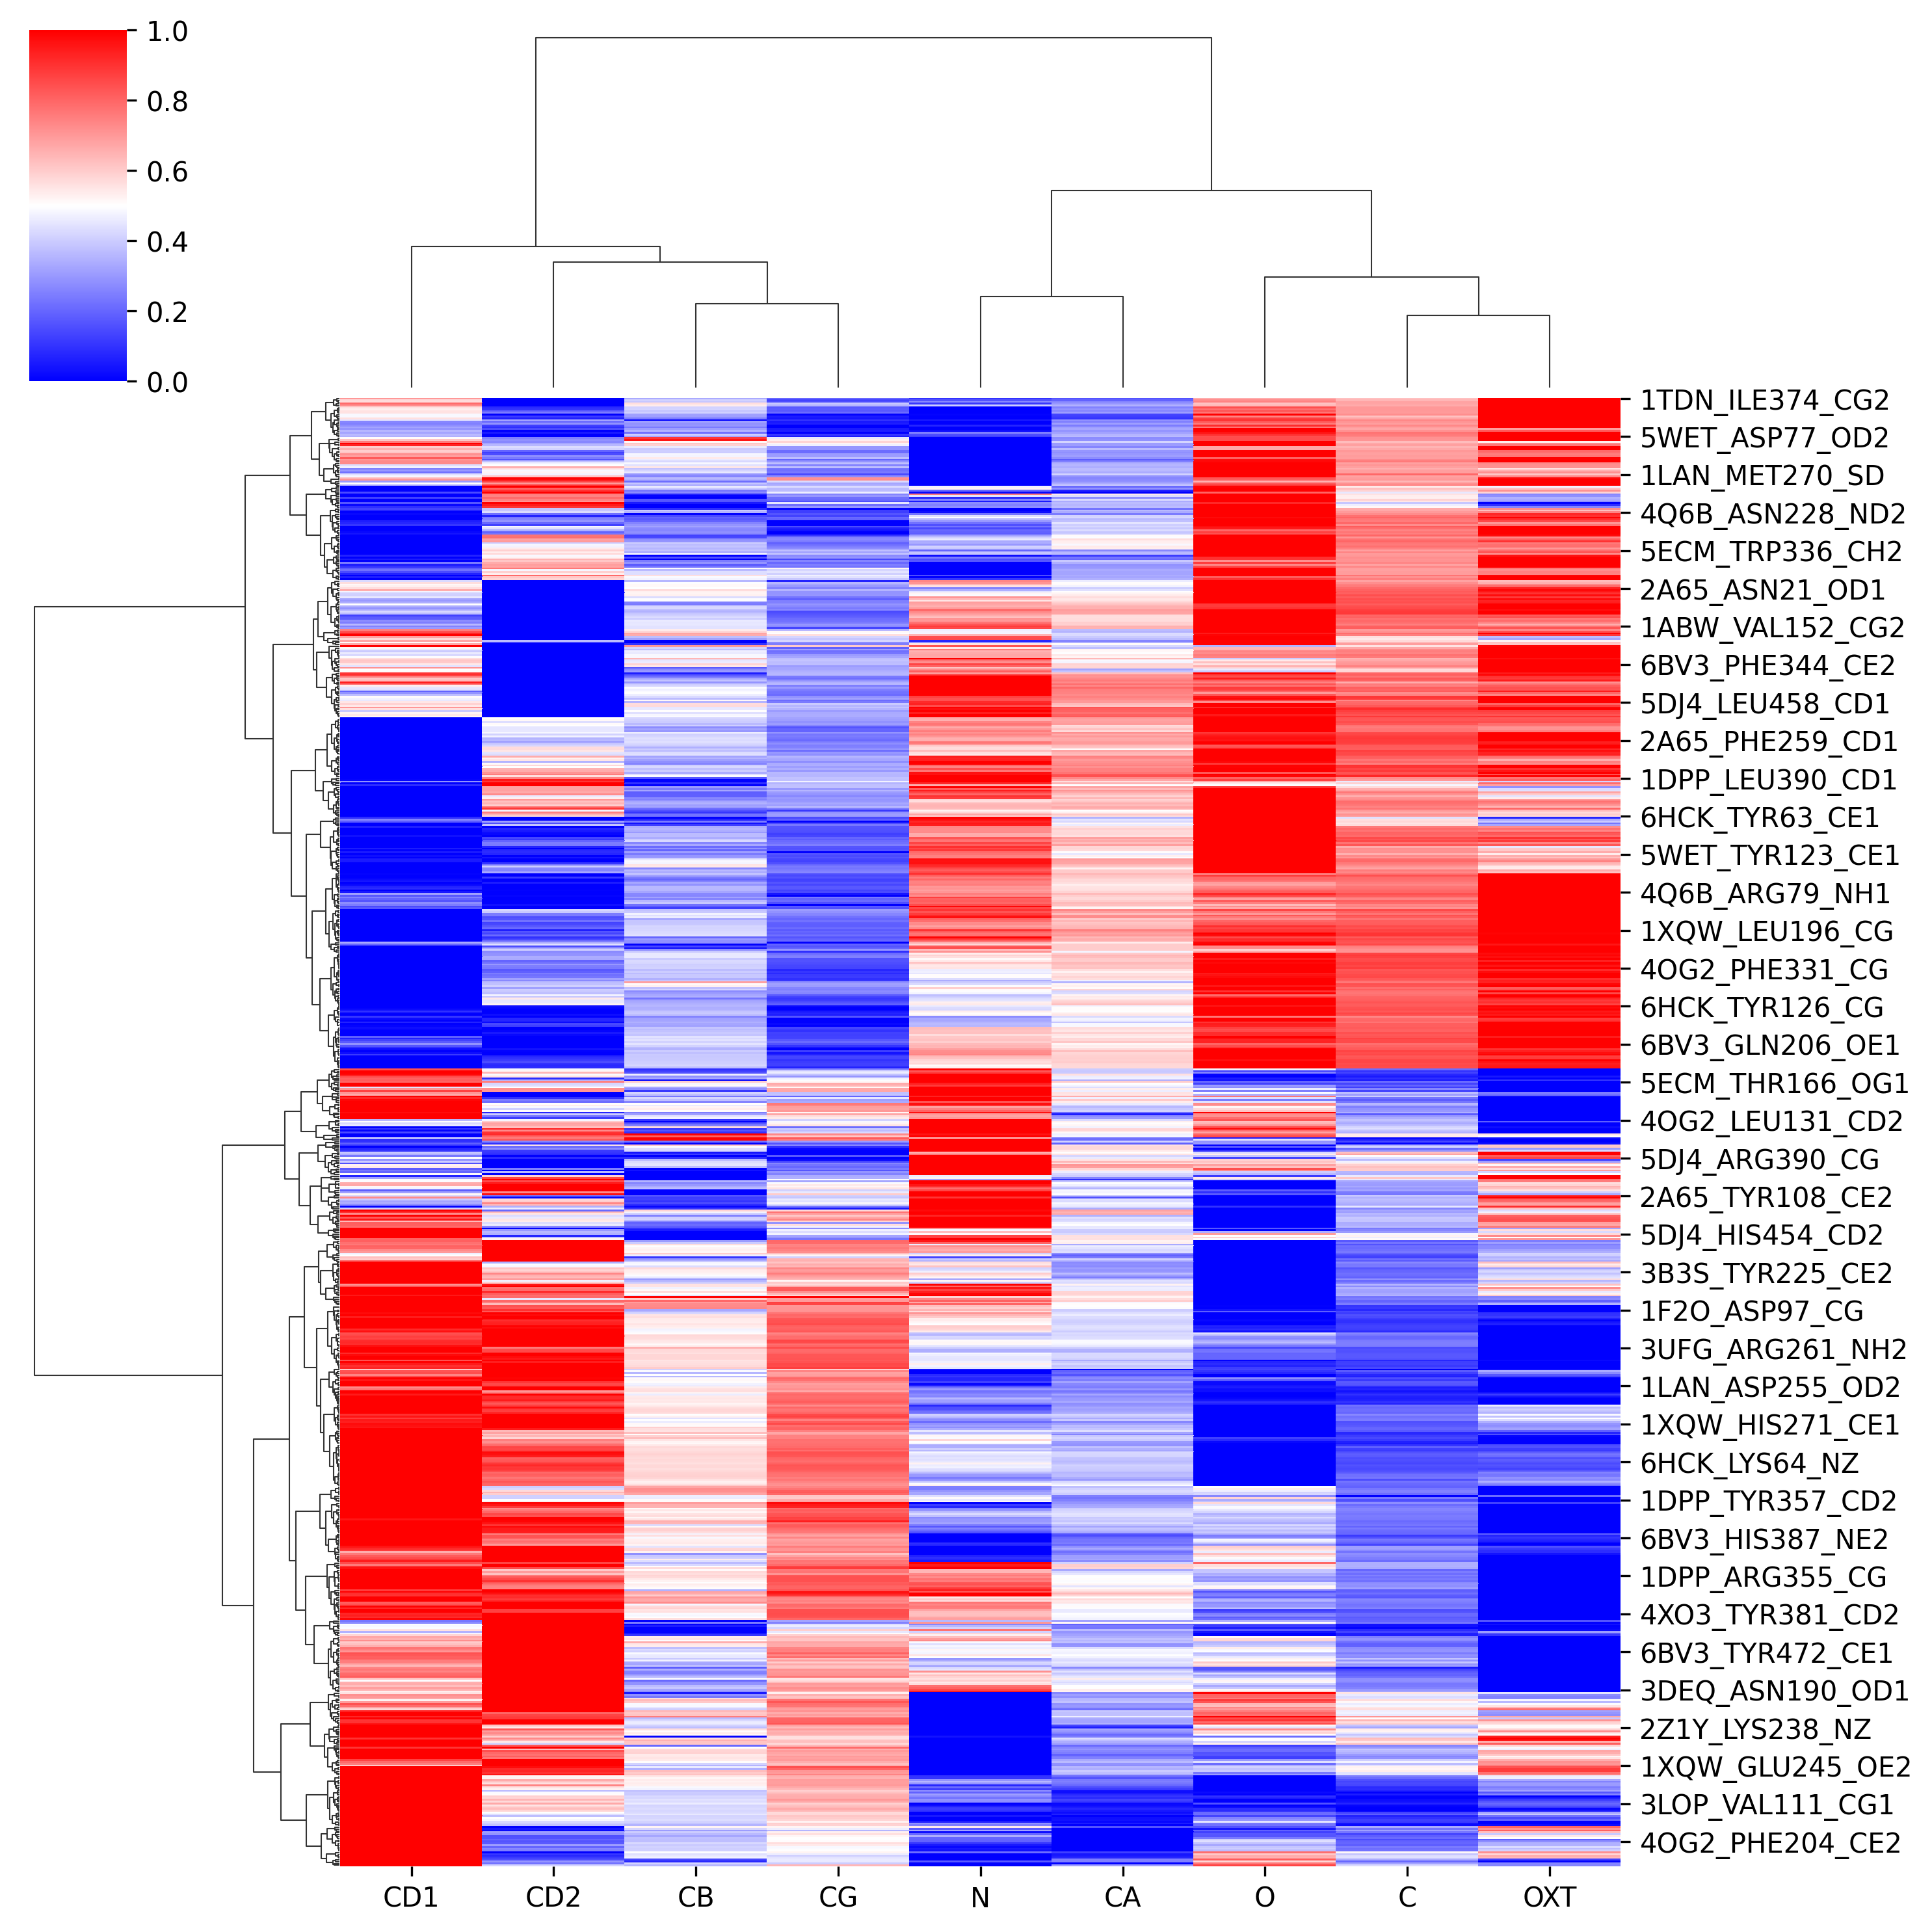 1.0
0.8
0.6
0.4
0.2
0.0
1TDN_ILE374_CG2
5WET_ASP77_OD2
1LAN_MET270_SD
4Q6B_ASN228_ND2
5ECM_TRP336_CH2
2A65_ASN21_OD1
1ABW_VAL152_CG2
6BV3_PHE344_CE2
5DJ4_LEU458_CD1
2A65_PHE259_CD1
1DPP_LEU390_CD1
6HCK_TYR63_CE1
5WET_TYR123_CE1
4Q6B_ARG79_NH1
1XQW_LEU196_CG
4OG2_PHE331_CG
6HCK_TYR126_CG
6BV3_GLN206_OE1
5ECM_THR166_OG1
4OG2_LEU131_CD2
5DJ4_ARG390_CG
2A65_TYR108_CE2
5DJ4_HIS454_CD2
3B3S_TYR225_CE2
1F2O_ASP97_CG
3UFG_ARG261_NH2
1LAN_ASP255_OD2
1XQW_HIS271_CE1
6HCK_LYS64_NZ
1DPP_TYR357_CD2
6BV3_HIS387_NE2
1DPP_ARG355_CG
4XO3_TYR381_CD2
6BV3_TYR472_CE1
3DEQ_ASN190_OD1
2Z1Y_LYS238_NZ
1XQW_GLU245_OE2
3LOP_VAL111_CG1
4OG2_PHE204_CE2
CD1 CD2 CB CG N CA O C OXT